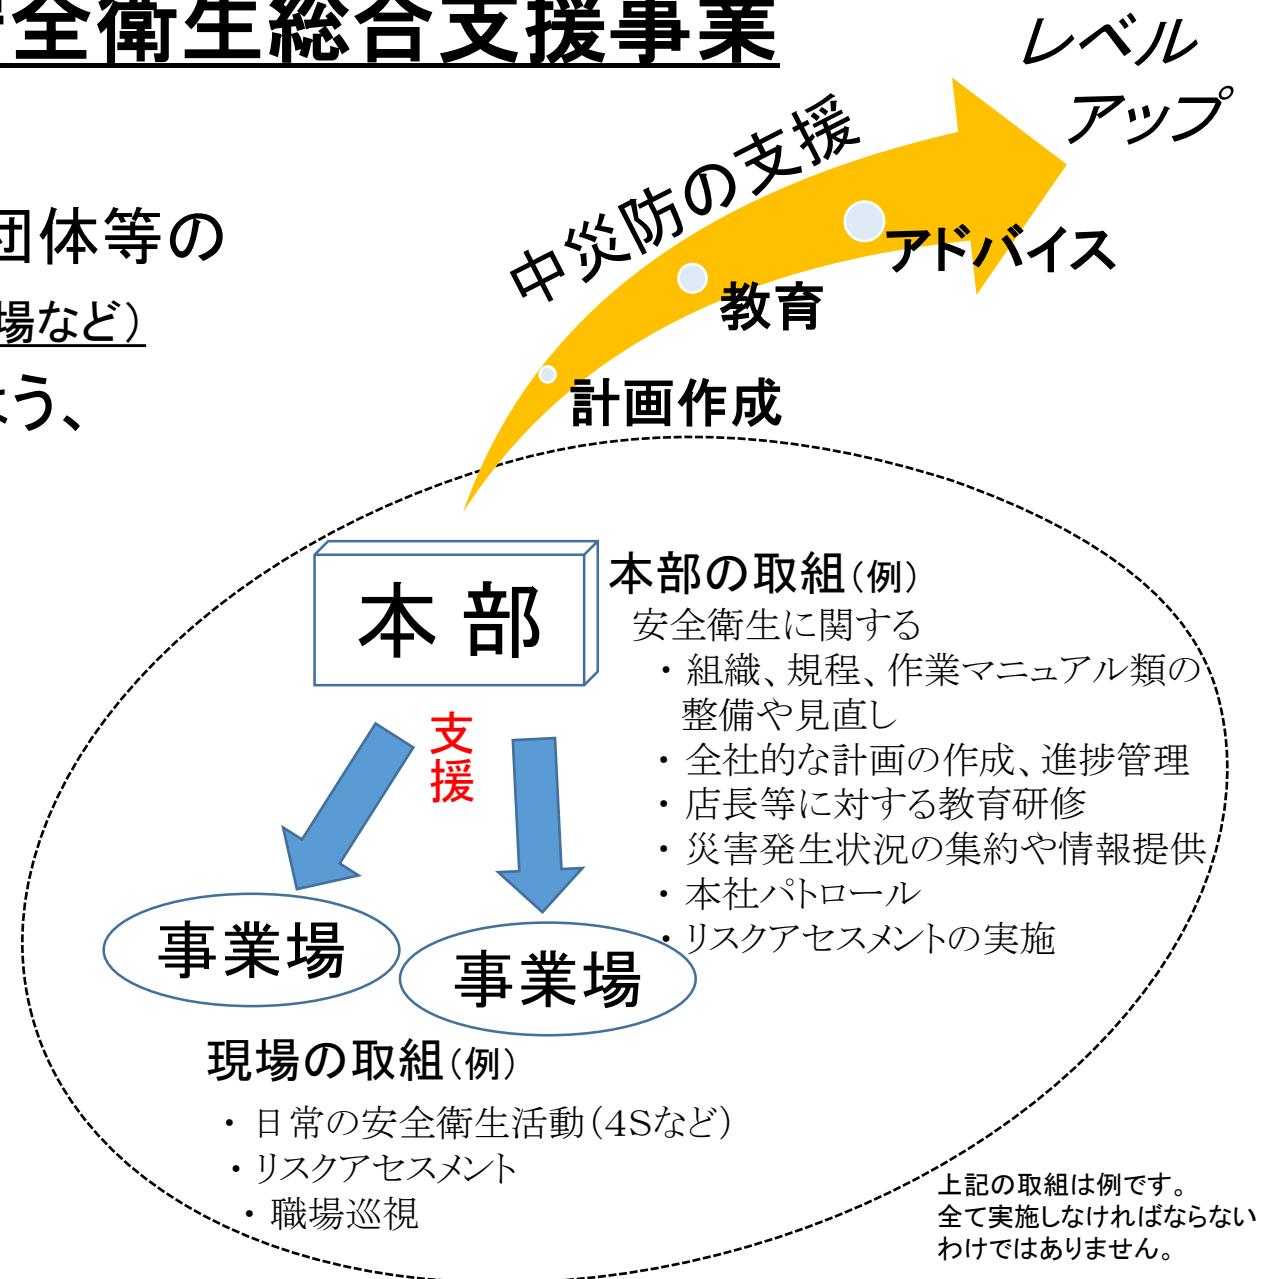 全衛生総合支援事業
レベル
アップ
中災防の支援
団体等の
場など）
よう、
アドバイス
教育
計画作成
本 部
本部の取組（例）
安全衛生に関する
・組織、規程、作業マニュアル類の
整備や見直し
・全社的な計画の作成、進捗管理
・店長等に対する教育研修
・災害発生状況の集約や情報提供
・本社パトロール
・リスクアセスメントの実施
支援
事業場
事業場
現場の取組（例）
・日常の安全衛生活動（4Sなど）
・リスクアセスメント
・職場巡視
上記の取組は例です。
全て実施しなければならない
わけではありません。